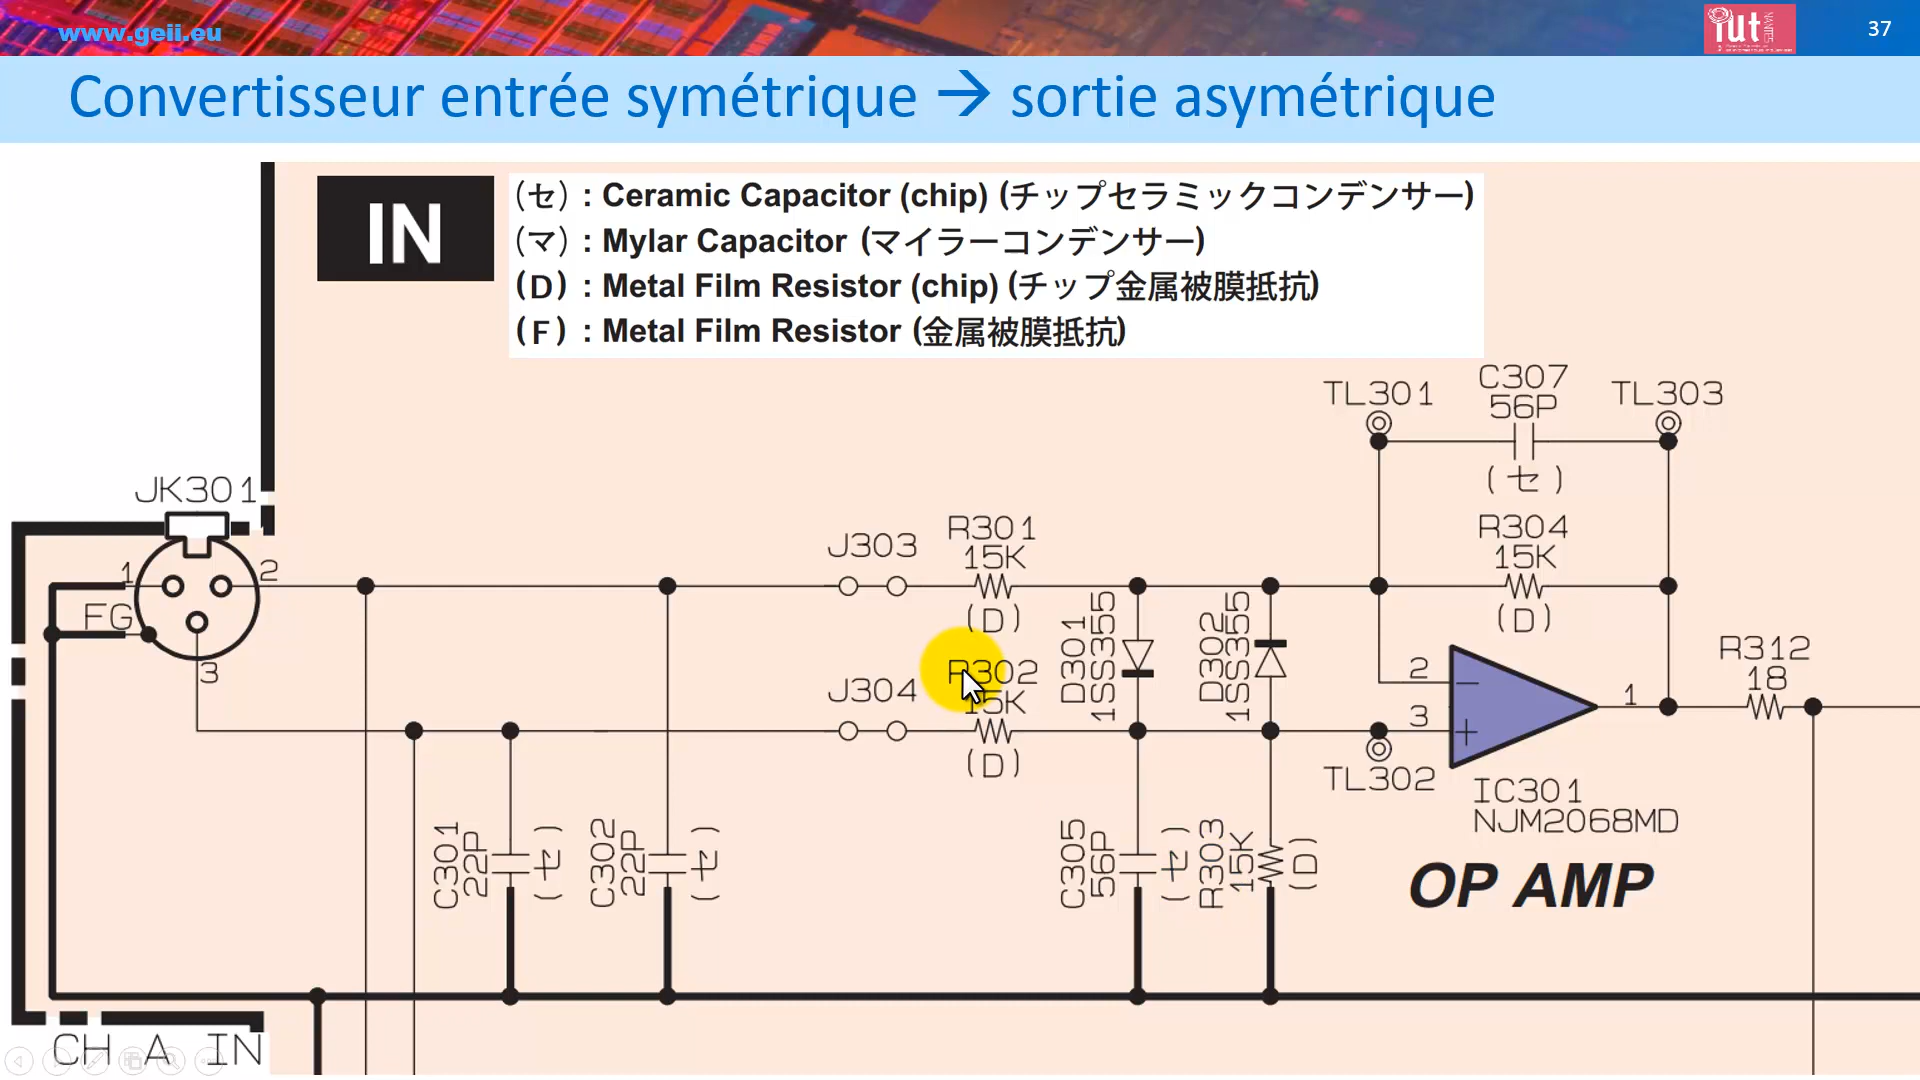 www.geii.eu
iut
NANTES
37
Convertisseur entrée symétrique → sortie asymétrique
IN
(セ) : Ceramic Capacitor (chip) (チップセラミックコンデンサー)
(マ) : Mylar Capacitor (マイラーコンデンサー)
(D) : Metal Film Resistor (chip) (チップ金属被膜抵抗)
(F) : Metal Film Resistor (金属被膜抵抗)
TL301
C307
56P
(セ)
TL303
JK301
1
2
FG
3
J303
R301
15K
(D)
R304
15K
(D)
D301
1SS355
D302
1SS355
J304
R302
15K
(D)
2
3
1
R312
18
TL302
IC301
NJM2068MD
OP AMP
C301
22P
(セ)
C302
22P
(セ)
C305
56P
(セ)
R303
15K
(D)
CH A IN